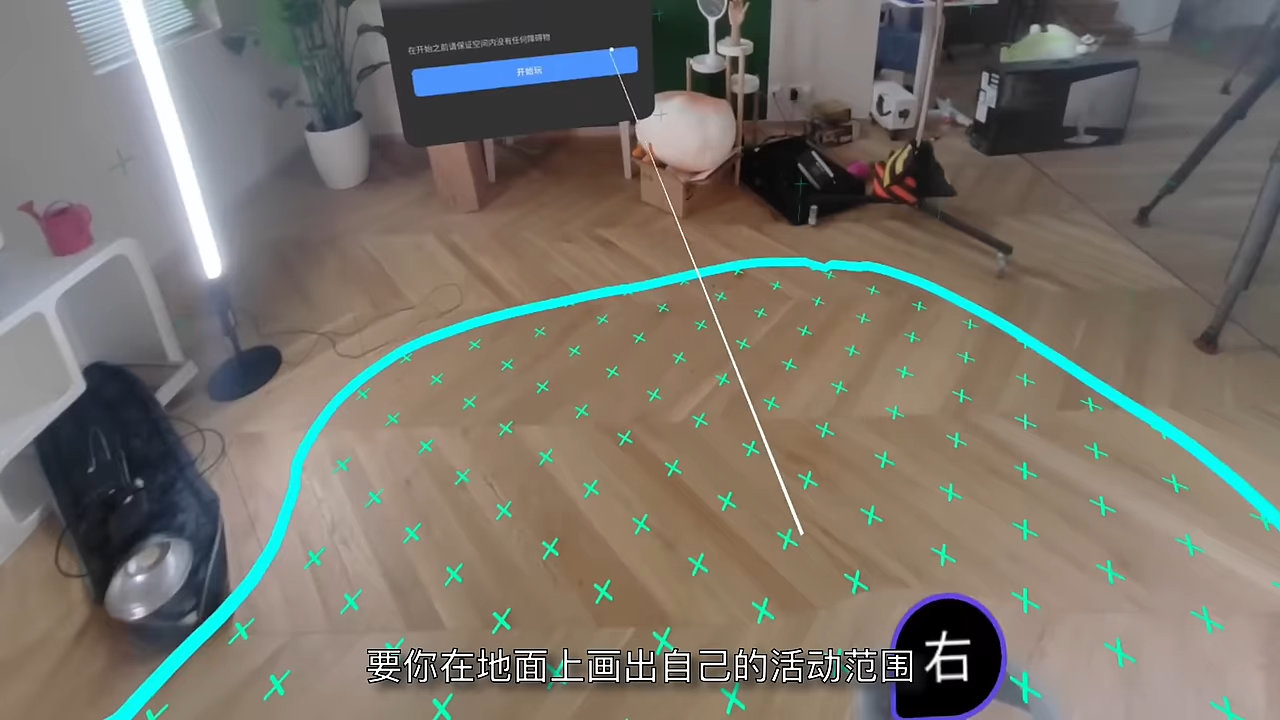 在开始之前请保证空间内没有任何障碍物
开始玩
要你在地面上画出自己的活动范围
右